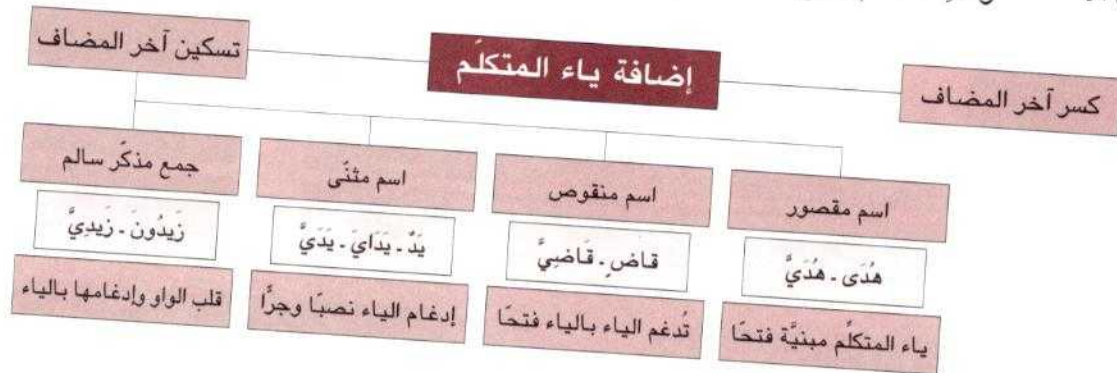 إضافة ياء المتكلّم
كسر آخر المضاف
تسكين آخر المضاف
اسم مقصور
اسم منقوص
اسم مثنّى
جمع مذكّر سالم
هُدَى - هُدَيَّ
قاضٍ - قَاضِيَّ
يَدٌ - يَدَايَ - يَدَيَّ
زَيدُونَ - زَيدِيَّ
ياء المتكلّم مبنيَّة فتحًا
تُدغم الياء بالياء فتحًا
إدغام الياء نصبًا وجرًّا
قلب الواو وإدغامها بالياء